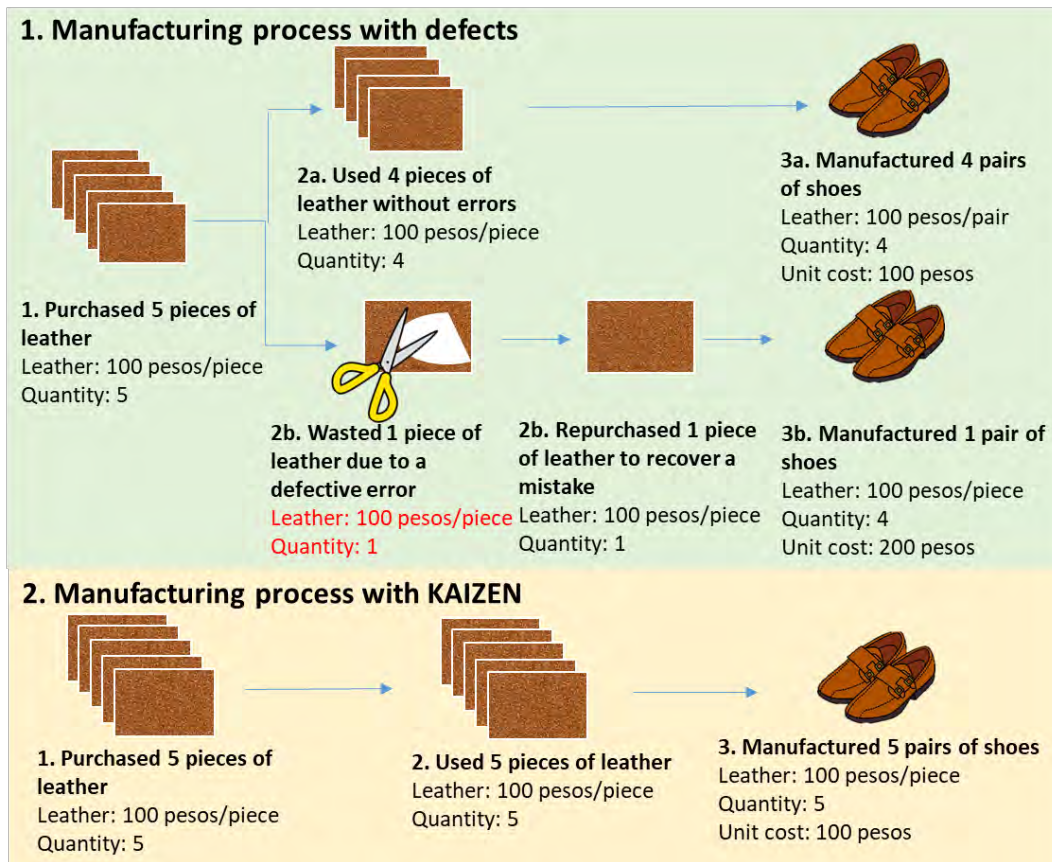 1. Manufacturing process with defects
2a. Used 4 pieces of
leather without errors
Leather: 100 pesos/piece
Quantity: 4
3a. Manufactured 4 pairs
of shoes
Leather: 100 pesos/pair
Quantity: 4
Unit cost: 100 pesos
1. Purchased 5 pieces of
leather
Leather: 100 pesos/piece
Quantity: 5
2b. Wasted 1 piece of
leather due to a
defective error
Leather: 100 pesos/piece
Quantity: 1
2b. Repurchased 1 piece
of leather to recover a
mistake
Leather: 100 pesos/piece
Quantity: 1
3b. Manufactured 1 pair of
shoes
Leather: 100 pesos/piece
Quantity: 4
Unit cost: 200 pesos
2. Manufacturing process with KAIZEN
1. Purchased 5 pieces of
leather
Leather: 100 pesos/piece
Quantity: 5
2. Used 5 pieces of leather
Leather: 100 pesos/piece
Quantity: 5
3. Manufactured 5 pairs of shoes
Leather: 100 pesos/piece
Quantity: 5
Unit cost: 100 pesos